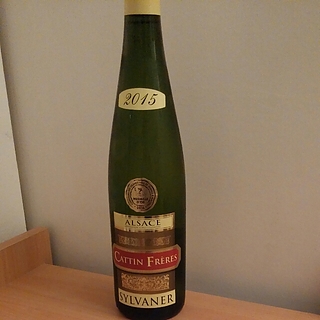 2015
ALSACE
CATTIN FRÈRES
SYLVANER